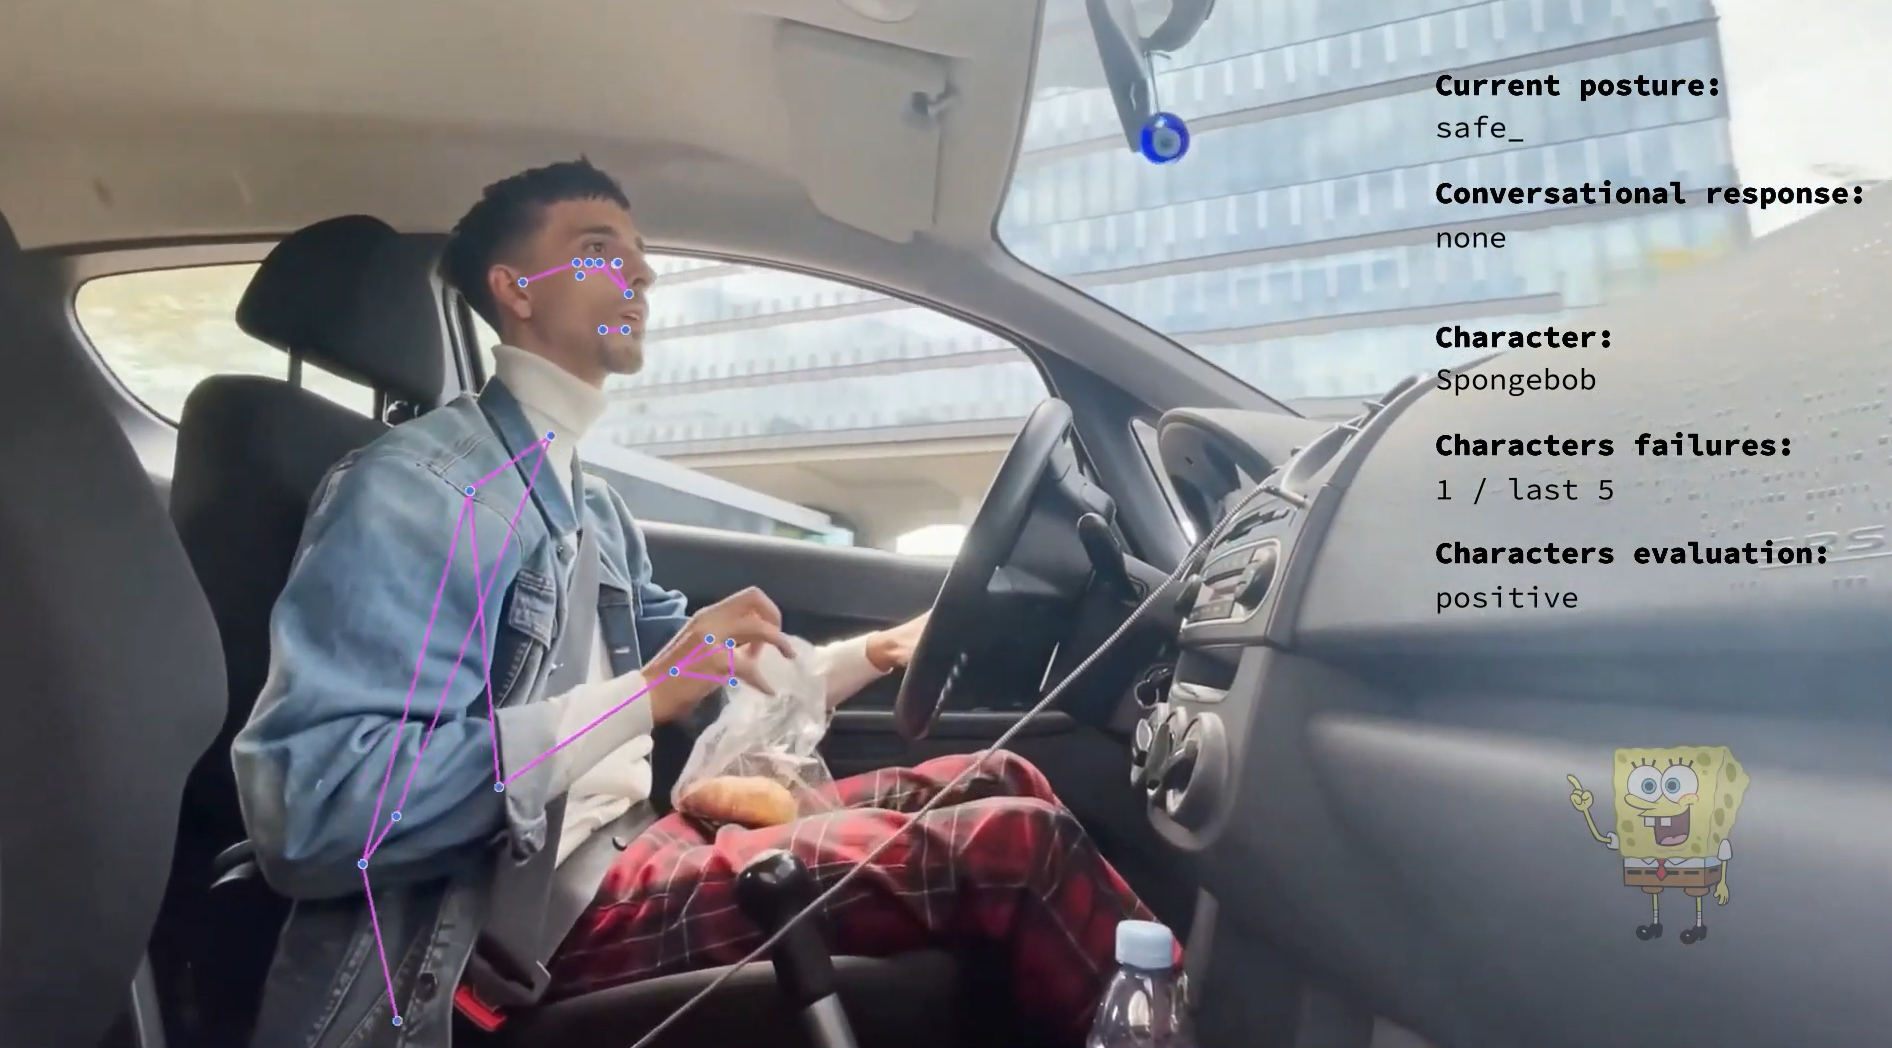 Current posture:
safe_
Conversational response:
none
Character:
Spongebob
Characters failures:
1 / last 5
Characters evaluation:
positive